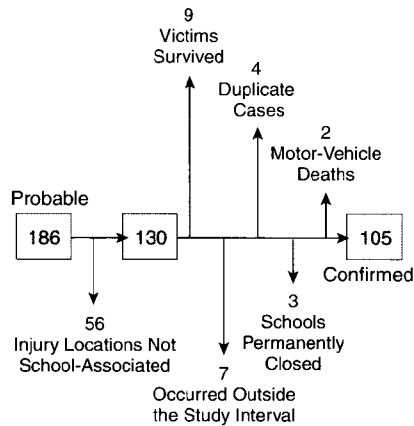 9
Victims
Survived
4
Duplicate
Cases
2
Motor-Vehicle
Deaths
Probable
186
130
105
Confirmed
56
Injury Locations Not
School-Associated
3
Schools
Permanently
Closed
7
Occurred Outside
the Study Interval